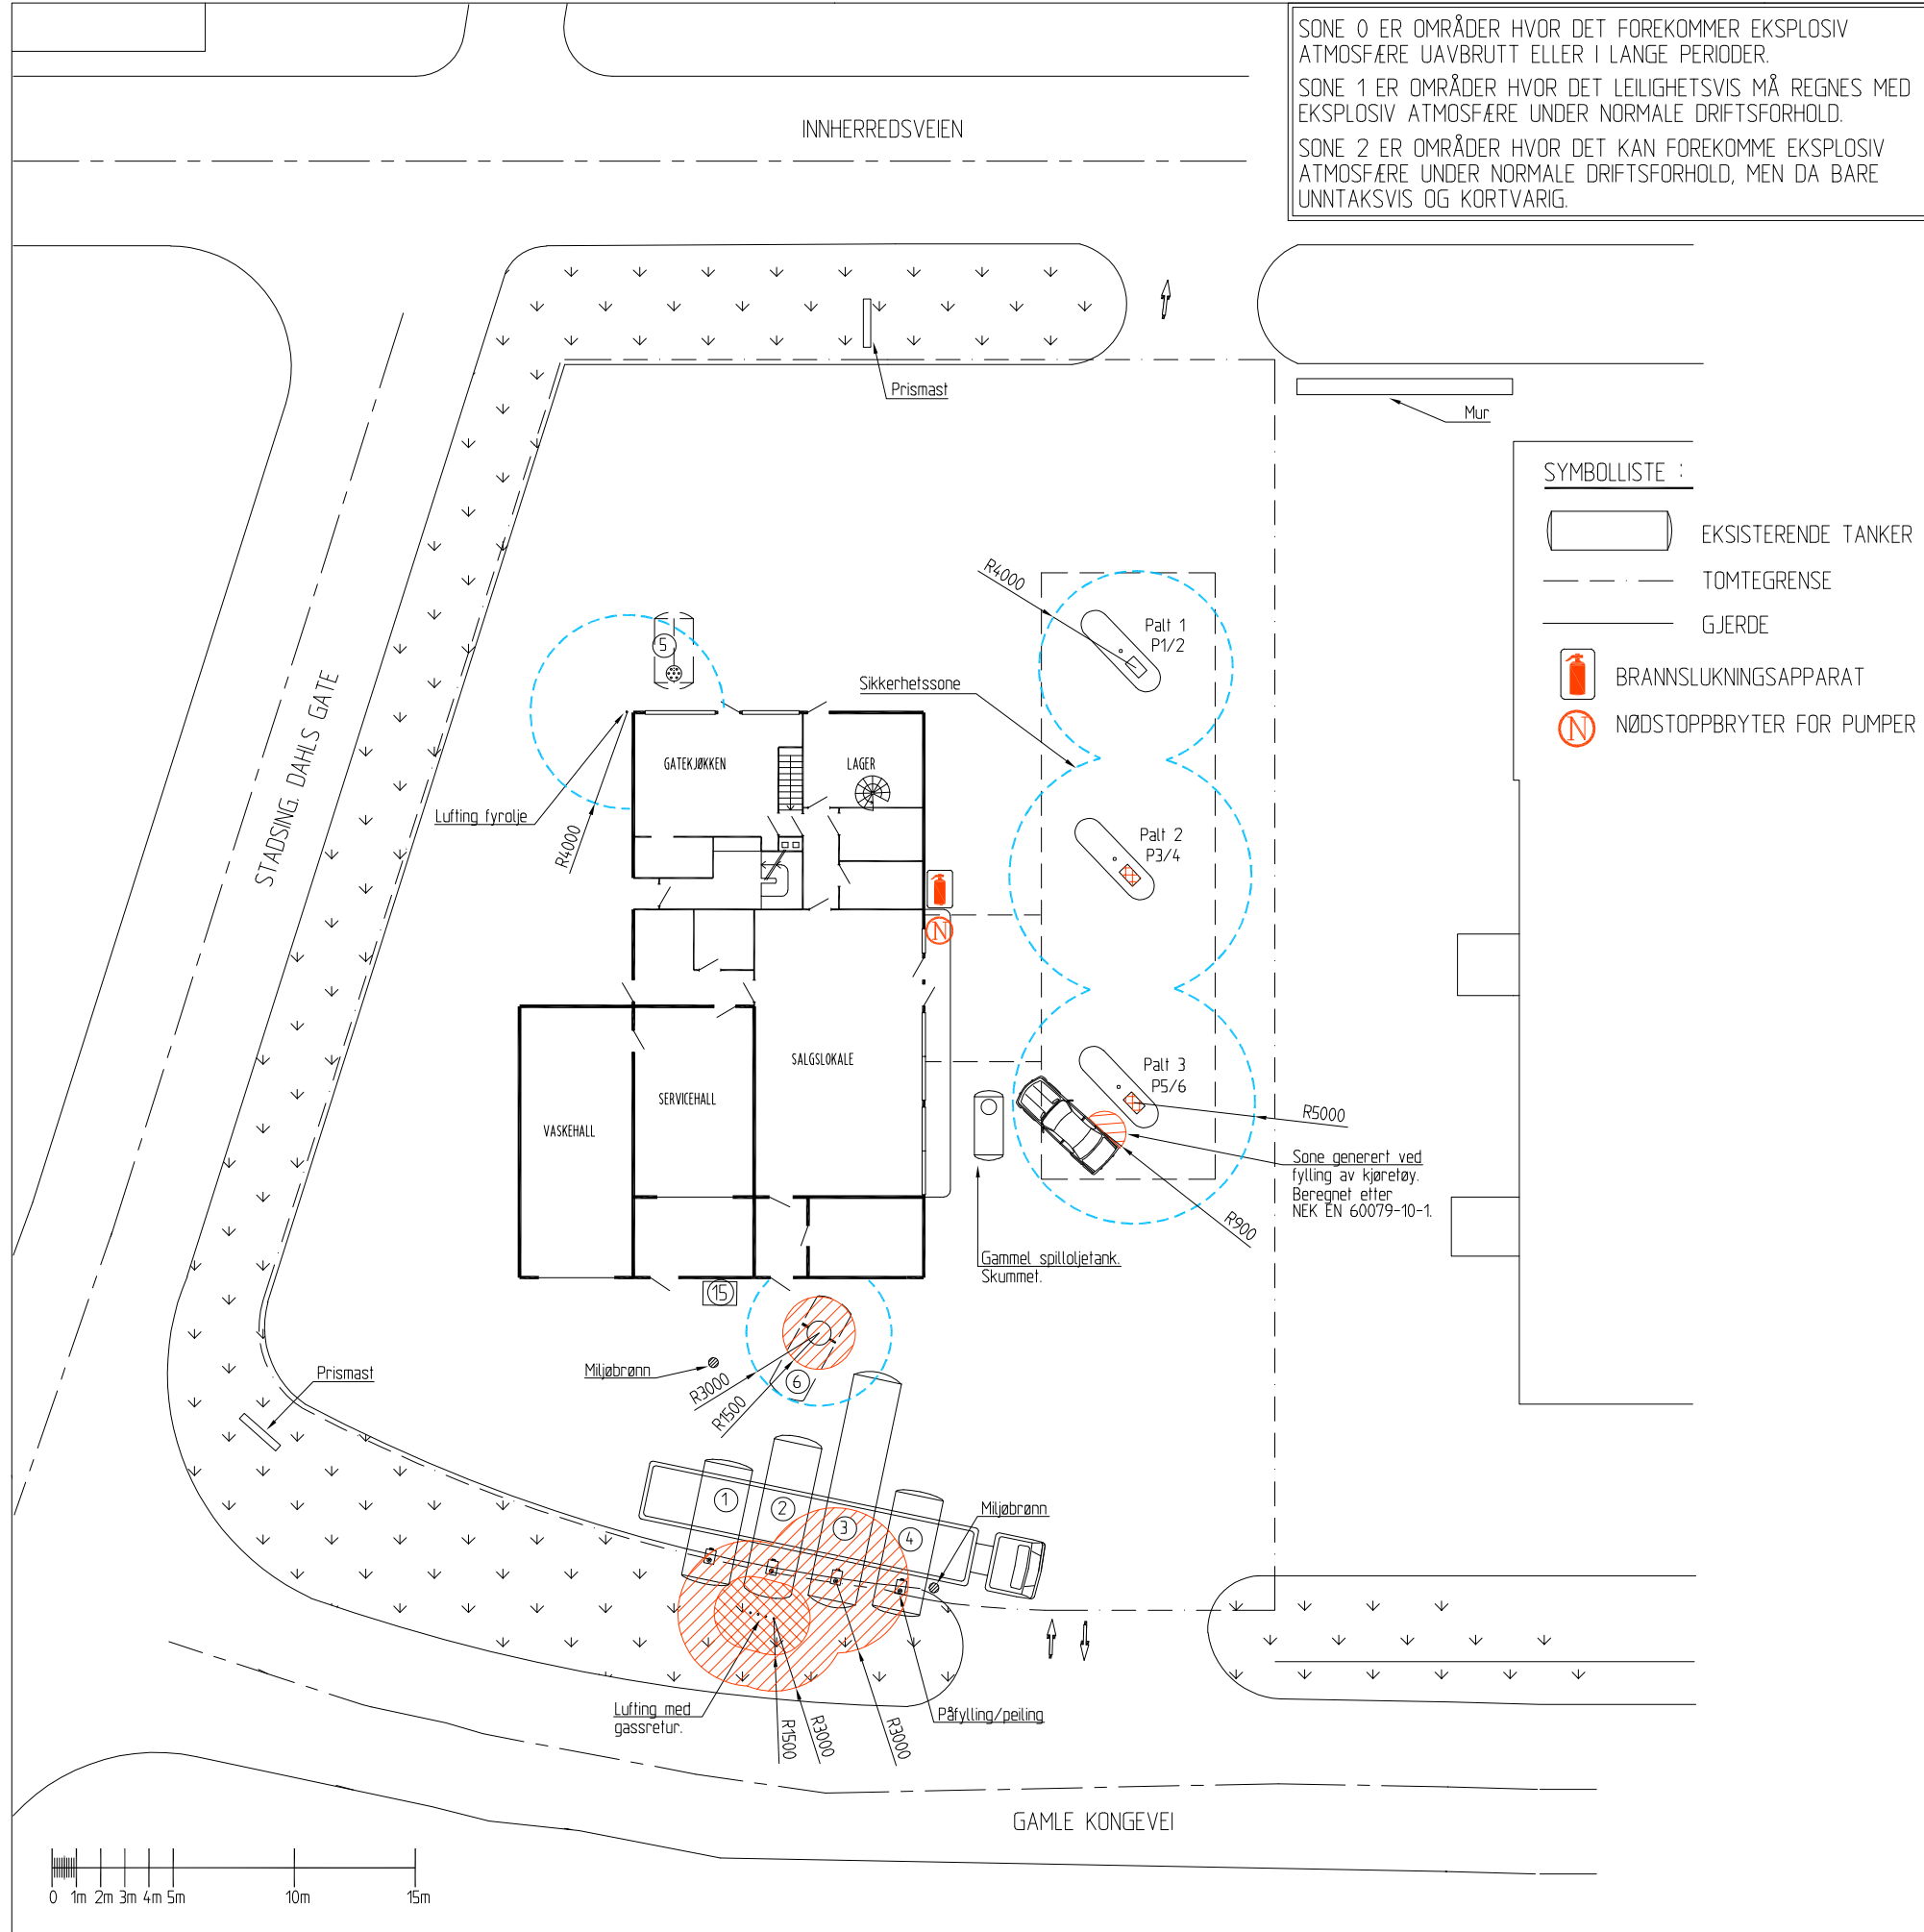 SONE 0 ER OMRÅDER HVOR DET FOREKOMMER EKSPLOSIV
ATMOSFÆRE UAVBRUTT ELLER I LANGE PERIODER.
SONE 1 ER OMRÅDER HVOR DET LEILIGHETSVIS MÅ REGNES MED
EKSPLOSIV ATMOSFÆRE UNDER NORMALE DRIFTSFORHOLD.
SONE 2 ER OMRÅDER HVOR DET KAN FOREKOMME EKSPLOSIV
ATMOSFÆRE UNDER NORMALE DRIFTSFORHOLD, MEN DA BARE
UNNTAKSVIS OG KORTVARIG.
INNHERREDSVEIEN
Prismast
Mur
SYMBOLLISTE :
EKSISTERENDE TANKER
TOMTEGRENSE
GJERDE
BRANNSLUKNINGSAPPARAT
N
NØDSTOPPBRYTER FOR PUMPER
R4000
Palt 1
P1/2
5
Sikkerhetssone
STADSING. DAHLS GATE
GATEKJØKKEN
LAGER
Lufting fyrolje
R4000
Palt 2
P3/4
N
SALGSLOKALE
SERVICEHALL
VASKEHALL
Palt 3
P5/6
R5000
Sone generert ved
fylling av kjøretøy.
Beregnet etter
NEK EN 60079-10-1.
R900
Gammel spilloljetank.
Skummet.
15
Miljøbrønn
R3000
R1500
6
Prismast
1
2
3
4
Miljøbrønn
Lufting med
gassretur.
R1500
R3000
R3000
Påfylling/peiling
GAMLE KONGEVEI
0 1m 2m 3m 4m 5m 10m 15m